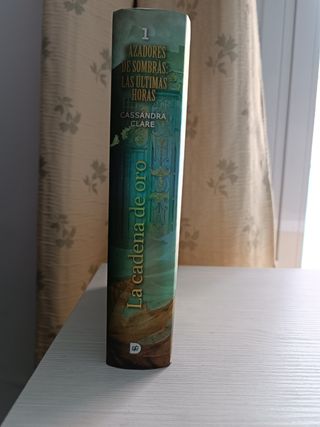 1
AZADORES
DE SOMBRAS:
LAS ÚLTIMAS
HORAS
CASSANDRA
CLARE
La cadena de oro